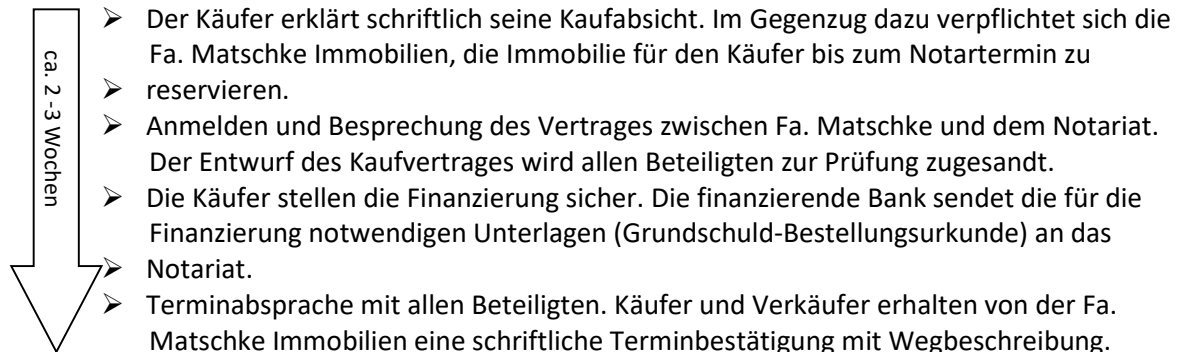 ca. 2 -3 Wochen
➢ Der Käufer erklärt schriftlich seine Kaufabsicht. Im Gegenzug dazu verpflichtet sich die
Fa. Matschke Immobilien, die Immobilie für den Käufer bis zum Notartermin zu
➢ reservieren.
➢ Anmelden und Besprechung des Vertrages zwischen Fa. Matschke und dem Notariat.
Der Entwurf des Kaufvertrages wird allen Beteiligten zur Prüfung zugesandt.
➢ Die Käufer stellen die Finanzierung sicher. Die finanzierende Bank sendet die für die
Finanzierung notwendigen Unterlagen (Grundschuld-Bestellungsurkunde) an das
➢ Notariat.
➢ Terminabsprache mit allen Beteiligten. Käufer und Verkäufer erhalten von der Fa.
Matschke Immobilien eine schriftliche Terminbestätigung mit Wegbeschreibung.